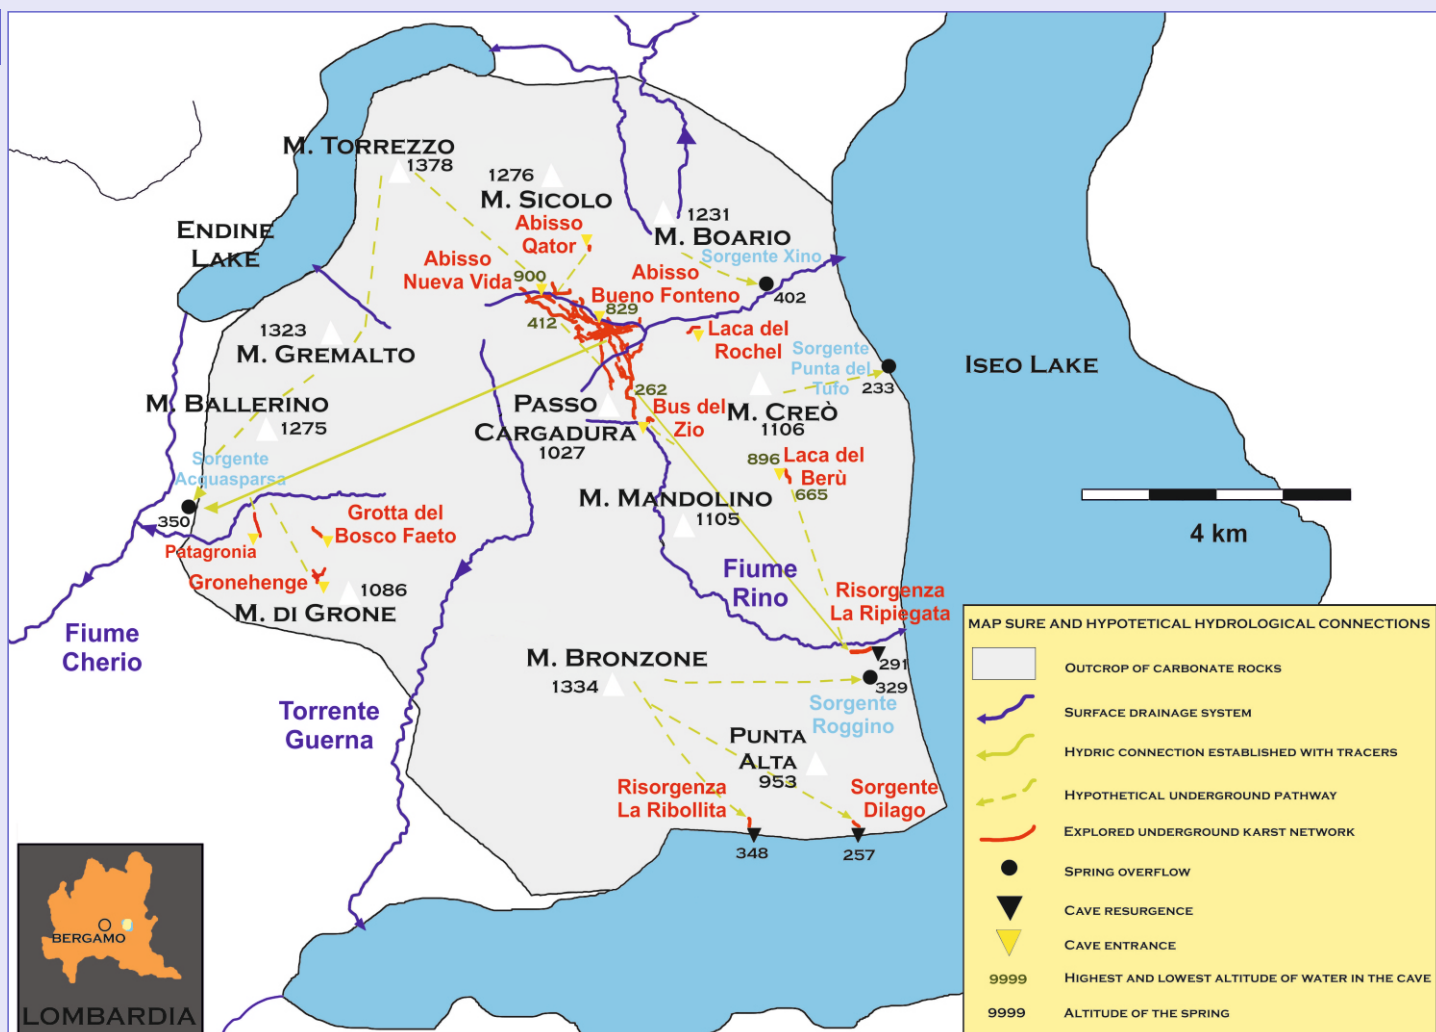 M. Torrezzo
1378
1276
M. Sicolo
1231
M. Boario
Endine
Lake
Abisso
Qator
Sorgente Xino
402
Abisso
Nueva Vida
900
Abisso
Bueno Fonteno
829
412
1323
M. Gremalto
Laca del
Rochel
Sorgente
Punta del
Tufo
233
Iseo Lake
M. Ballerino
1275
262
Passo
Cargadura
1027
Bus del
Zio
M. Creò
1106
Sorgente
Acquasparsa
350
896
Laca del
Berù
665
M. Mandolino
1105
4 km
Grotta del
Bosco Faeto
Patagronia
Gronehenge
1086
M. di Grone
Fiume
Rino
Risorgenza
La Ripiegata
291
329
Sorgente
Roggino
Fiume
Cherio
M. Bronzone
1334
Torrente
Guerna
Punta
Alta
953
Risorgenza
La Ribollita
348
Sorgente
Dilago
257
Bergamo
Lombardia
Map sure and hypotetical hydrological connections
Outcrop of carbonate rocks
Surface drainage system
Hydric connection established with tracers
Hypothetical underground pathway
Explored underground karst network
Spring overflow
Cave resurgence
Cave entrance
9999 Highest and lowest altitude of water in the cave
9999 Altitude of the spring